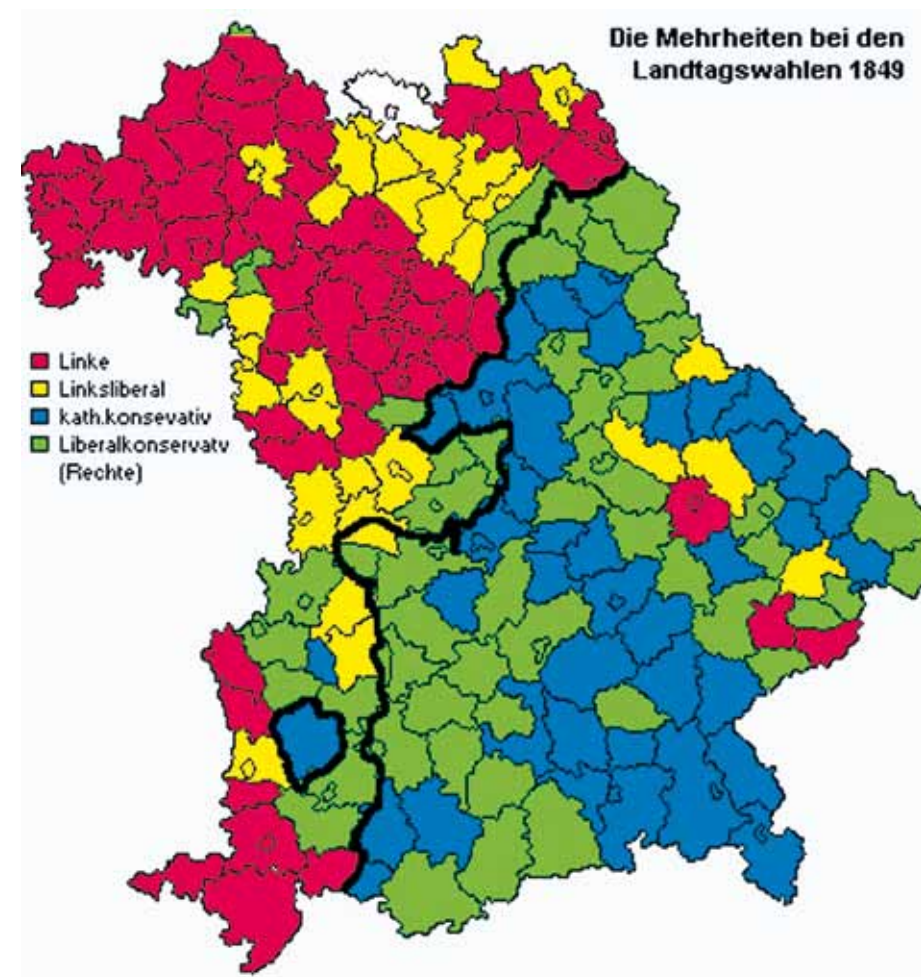 Die Mehrheiten bei den
Landtagswahlen 1849
Linke
Linksliberal
kath.konsevativ
Liberalkonservatv
(Rechte)